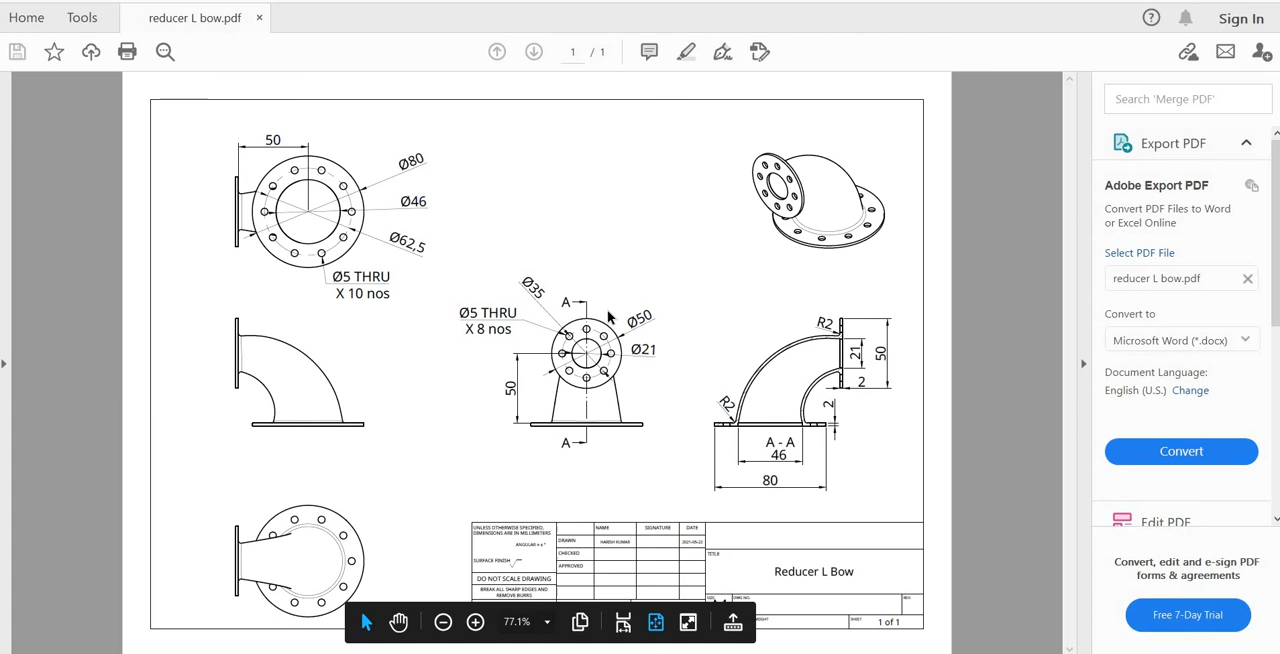 Home
Tools
reducer L bow.pdf
×
Sign In
1 / 1
50
Ø80
Ø46
Ø62,5
Ø5 THRU
X 10 nos
Ø35
A
Ø5 THRU
X 8 nos
Ø50
Ø21
50
A
R2
21
50
2
R2
2
A - A
46
80
UNLESS OTHERWISE SPECIFIED,
DIMENSIONS ARE IN MILLIMETERS
ANGULAR = ± °
SURFACE FINISH
DO NOT SCALE DRAWING
BREAK ALL SHARP EDGES AND
REMOVE BURRS
NAME
SIGNATURE
DATE
DRAWN
HARISH KUMAR
2021-05-22
CHECKED
APPROVED
TITLE
Reducer L Bow
SIZE
DWG NO.
REV.
WEIGHT
SHEET
1 of 1
77.1%
Search 'Merge PDF'
Export PDF
Adobe Export PDF
Convert PDF Files to Word
or Excel Online
Select PDF File
reducer L bow.pdf
Convert to
Microsoft Word (*.docx)
Document Language:
English (U.S.) Change
Convert
Edit PDF
Convert, edit and e-sign PDF
forms & agreements
Free 7-Day Trial